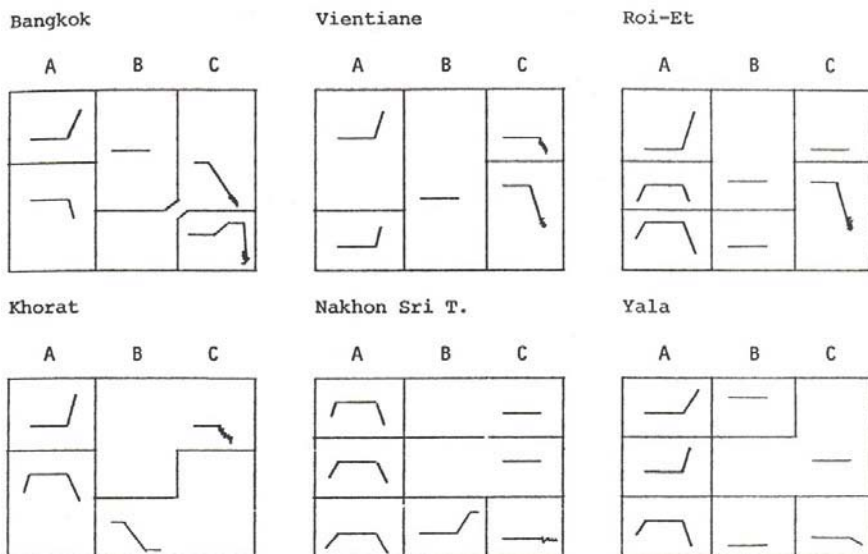 Bangkok Vientiane Roi-Et
A B C A B C A B C
Khorat Nakhon Sri T. Yala
A B C A B C A B C